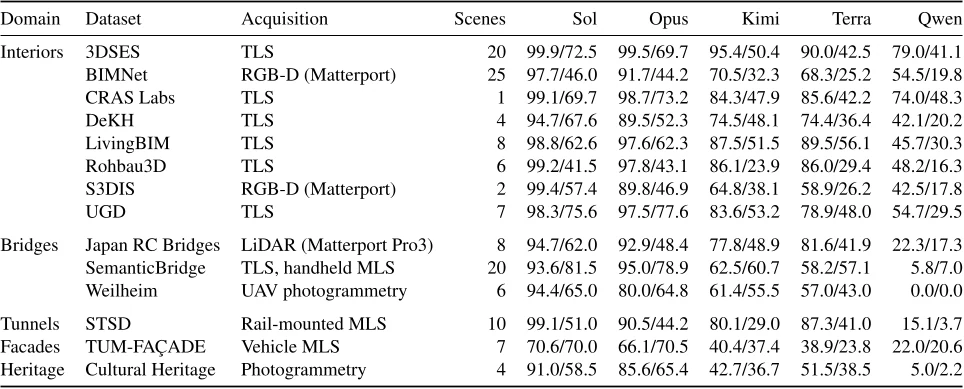 Domain Dataset Acquisition Scenes Sol Opus Kimi Terra Qwen
Interiors 3DSES TLS 20 99.9/72.5 99.5/69.7 95.4/50.4 90.0/42.5 79.0/41.1
BIMNet RGB-D (Matterport) 25 97.7/46.0 91.7/44.2 70.5/32.3 68.3/25.2 54.5/19.8
CRAS Labs TLS 1 99.1/69.7 98.7/73.2 84.3/47.9 85.6/42.2 74.0/48.3
DeKH TLS 4 94.7/67.6 89.5/52.3 74.5/48.1 74.4/36.4 42.1/20.2
LivingBIM TLS 8 98.8/62.6 97.6/62.3 87.5/51.5 89.5/56.1 45.7/30.3
Rohbau3D TLS 6 99.2/41.5 97.8/43.1 86.1/23.9 86.0/29.4 48.2/16.3
S3DIS RGB-D (Matterport) 2 99.4/57.4 89.8/46.9 64.8/38.1 58.9/26.2 42.5/17.8
UGD TLS 7 98.3/75.6 97.5/77.6 83.6/53.2 78.9/48.0 54.7/29.5
Bridges Japan RC Bridges LiDAR (Matterport Pro3) 8 94.7/62.0 92.9/48.4 77.8/48.9 81.6/41.9 22.3/17.3
SemanticBridge TLS, handheld MLS 20 93.6/81.5 95.0/78.9 62.5/60.7 58.2/57.1 5.8/7.0
Weilheim UAV photogrammetry 6 94.4/65.0 80.0/64.8 61.4/55.5 57.0/43.0 0.0/0.0
Tunnels STSD Rail-mounted MLS 10 99.1/51.0 90.5/44.2 80.1/29.0 87.3/41.0 15.1/3.7
Facades TUM-FAÇADE Vehicle MLS 7 70.6/70.0 66.1/70.5 40.4/37.4 38.9/23.8 22.0/20.6
Heritage Cultural Heritage Photogrammetry 4 91.0/58.5 85.6/65.4 42.7/36.7 51.5/38.5 5.0/2.2